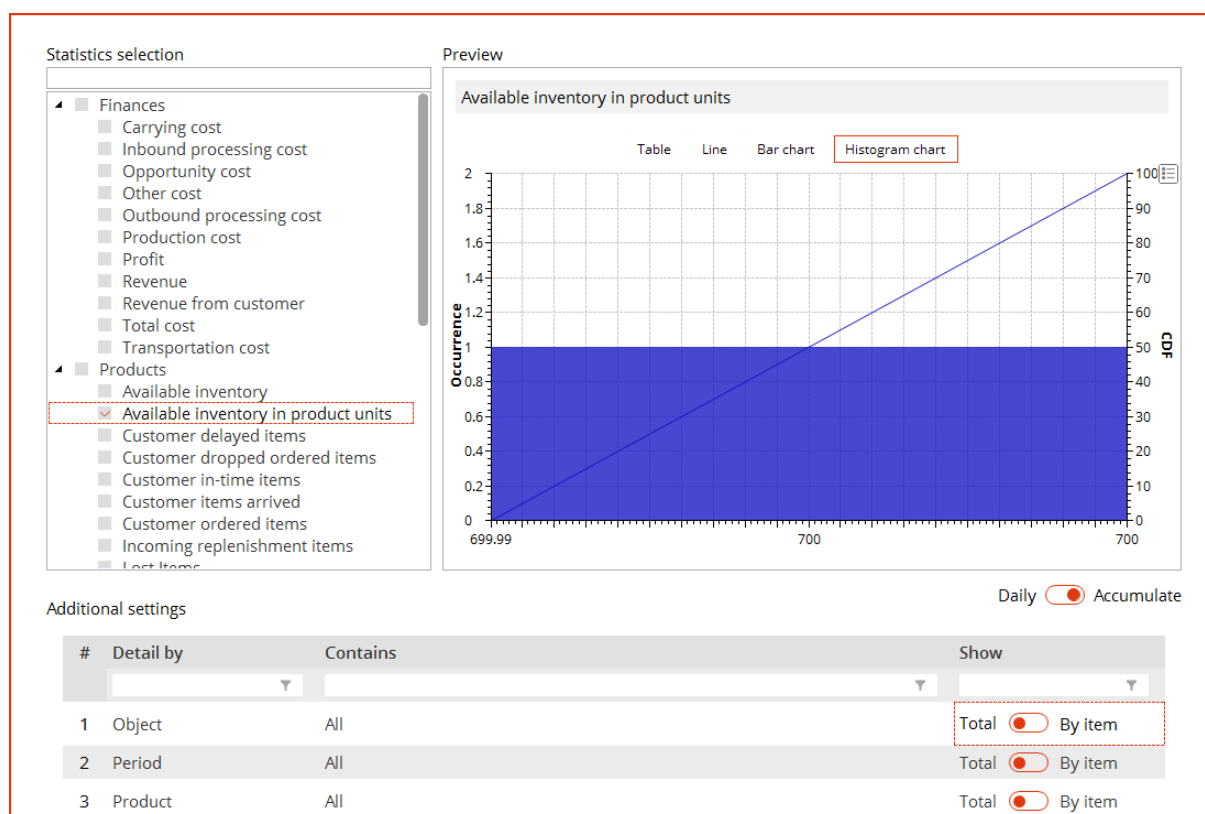 Statistics selection
Finances
Carrying cost
Inbound processing cost
Opportunity cost
Other cost
Outbound processing cost
Production cost
Profit
Revenue
Revenue from customer
Total cost
Transportation cost
Products
Available inventory
Available inventory in product units
Customer delayed items
Customer dropped ordered items
Customer in-time items
Customer items arrived
Customer ordered items
Incoming replenishment items
Lost Items
Preview
Available inventory in product units
Table Line Bar chart Histogram chart
2 100
1.8 90
1.6 80
1.4 70
1.2 60
1 50
0.8 40
0.6 30
0.4 20
0.2 10
0 0
Occurrence
CDF
699.99 700 700
Daily Accumulate
Additional settings
# Detail by Contains Show
1 Object All Total By item
2 Period All Total By item
3 Product All Total By item